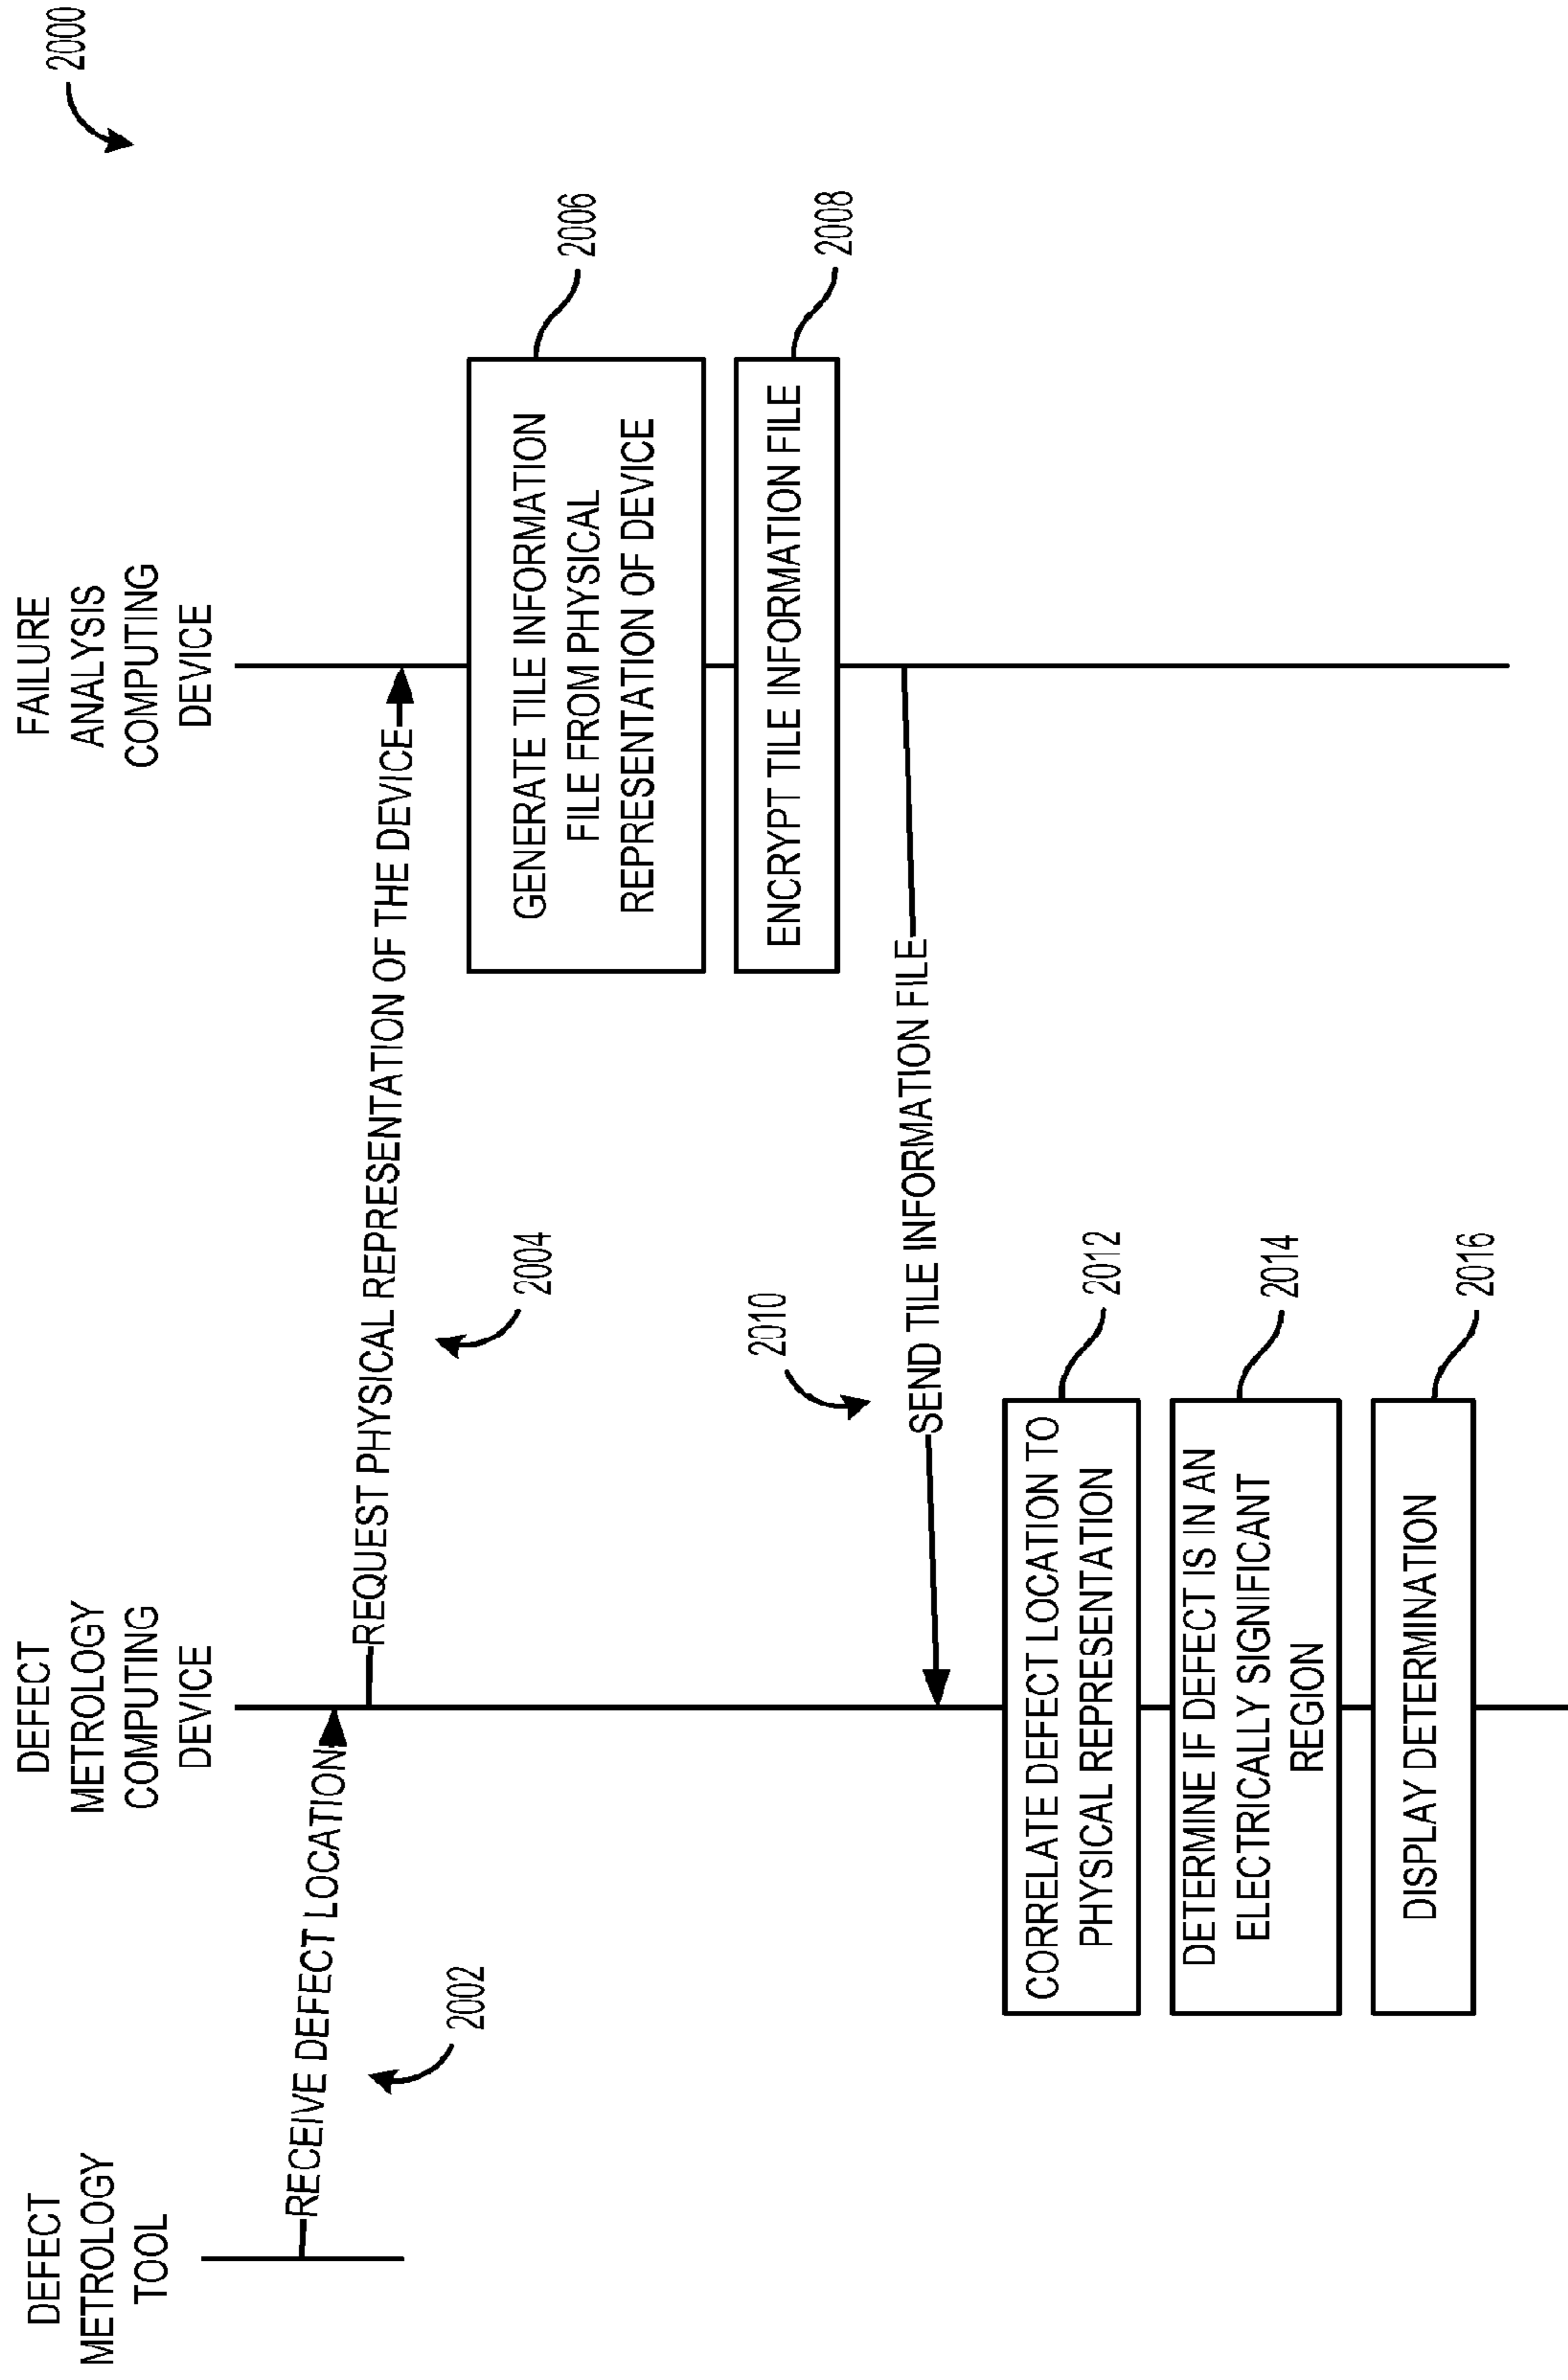 2000
DEFECT
METROLOGY
TOOL
DEFECT
METROLOGY
COMPUTING
DEVICE
FAILURE
ANALYSIS
COMPUTING
DEVICE
RECEIVE DEFECT LOCATION
2002
REQUEST PHYSICAL REPRESENTATION OF THE DEVICE
2004
GENERATE TILE INFORMATION
FILE FROM PHYSICAL
REPRESENTATION OF DEVICE
2006
ENCRYPT TILE INFORMATION FILE
2008
SEND TILE INFORMATION FILE
2010
CORRELATE DEFECT LOCATION TO
PHYSICAL REPRESENTATION
2012
DETERMINE IF DEFECT IS IN AN
ELECTRICALLY SIGNIFICANT
REGION
2014
DISPLAY DETERMINATION
2016